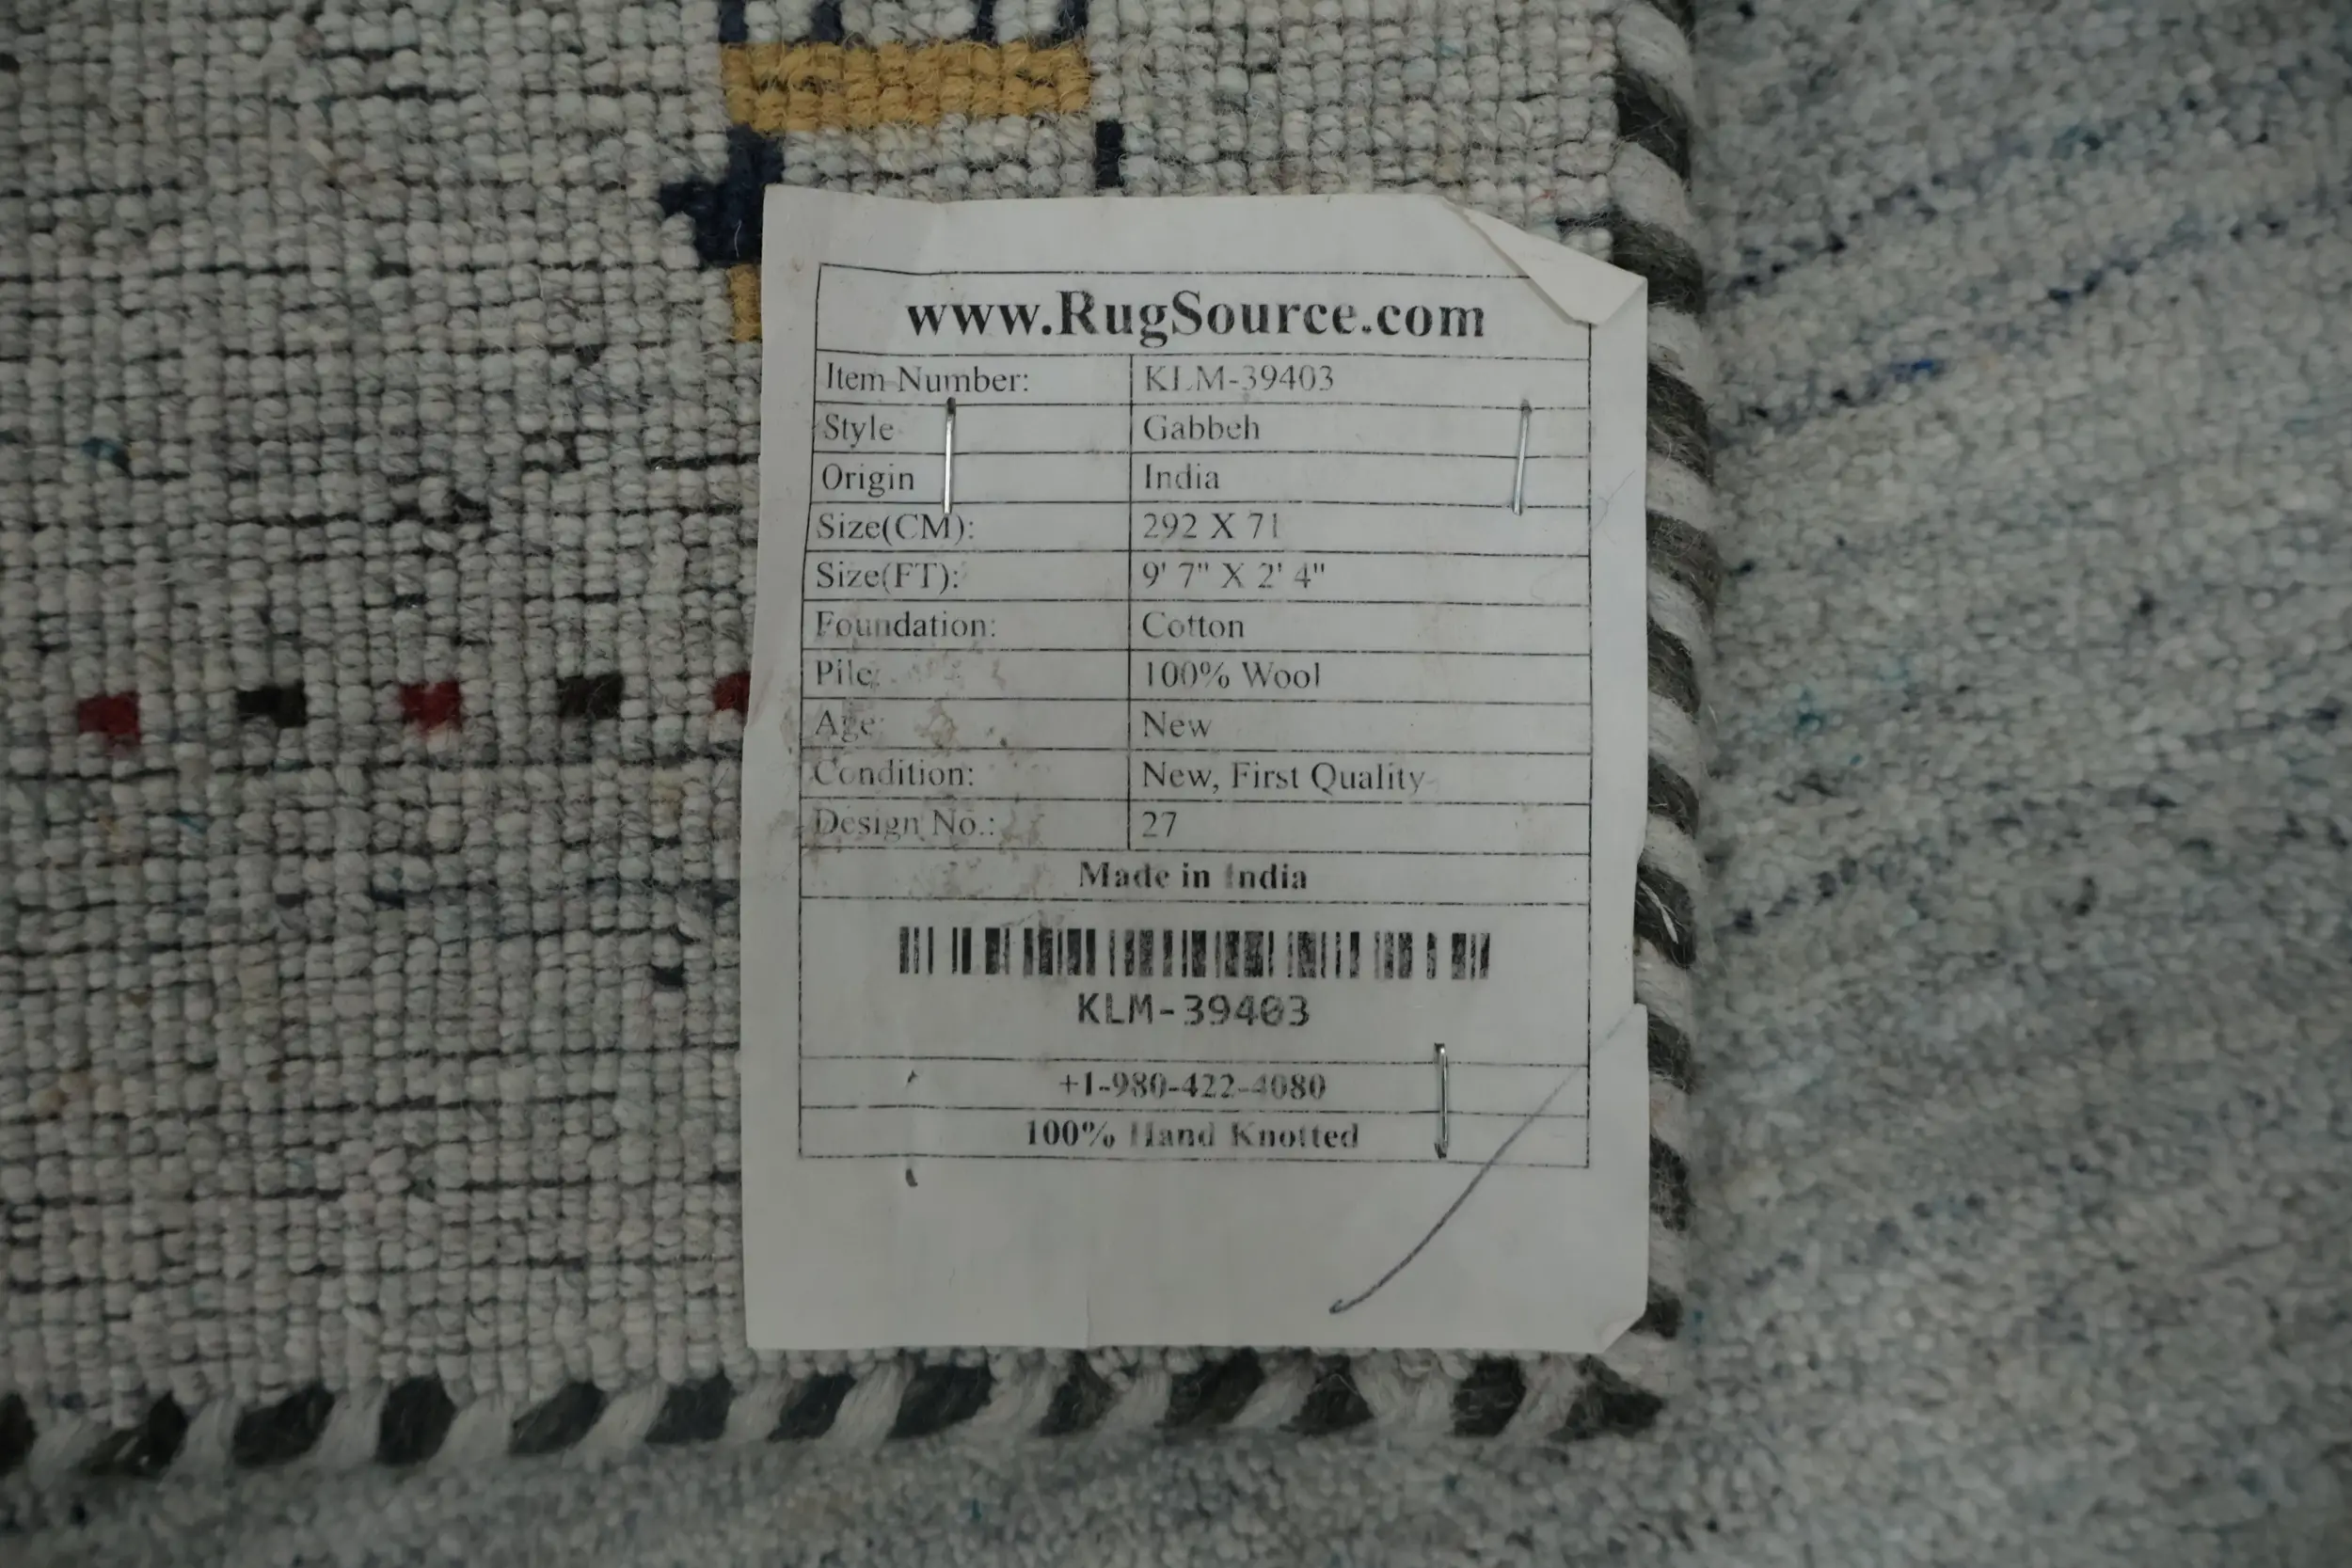 www.RugSource.com
Item Number: KLM-39403
Style Gabbeh
Origin India
Size(CM): 292 X 71
Size(FT): 9' 7" X 2' 4"
Foundation: Cotton
Pile: 100% Wool
Age: New
Condition: New, First Quality
Design No.: 27
Made in India
KLM-39403
+1-980-422-4080
100% Hand Knotted